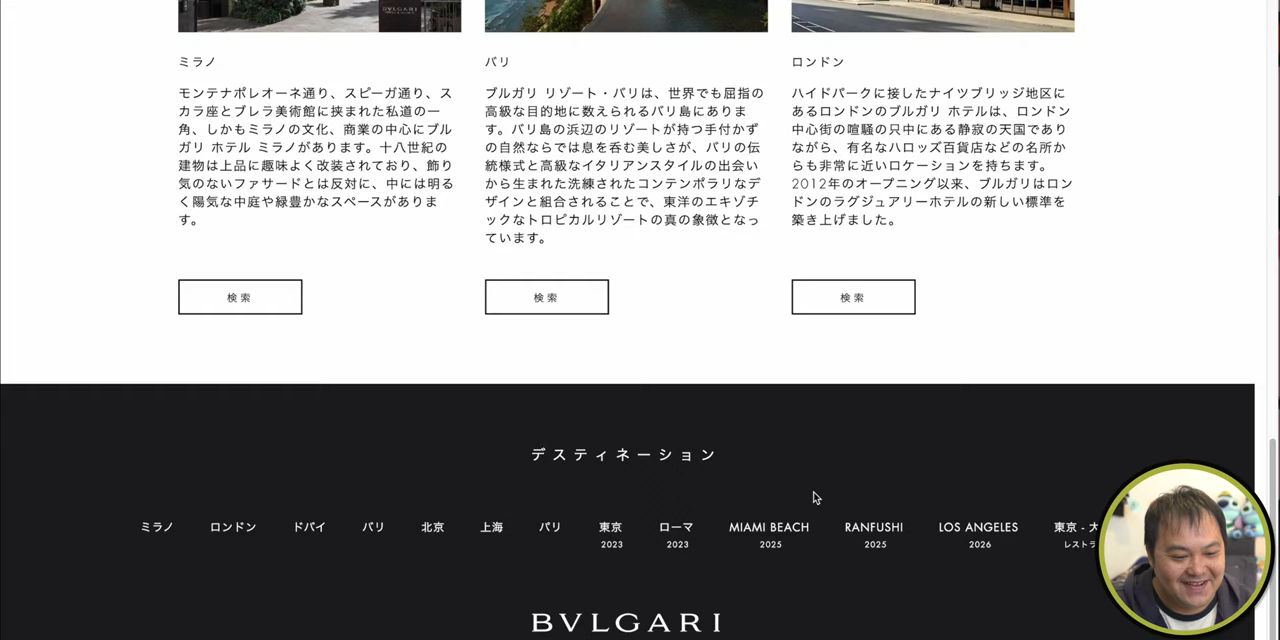 BVLGARI
ミラノ
モンテナポレオーネ通り、スピーガ通り、ス
カラ座とブレラ美術館に挟まれた私道の一
角、しかもミラノの文化、商業の中心にブル
ガリ ホテル ミラノがあります。十八世紀の
建物は上品に趣味よく改装されており、飾り
気のないファサードとは反対に、中には明る
く陽気な中庭や緑豊かなスペースがありま
す。
検索
バリ
ブルガリ リゾート・バリは、世界でも屈指の
高級な目的地に数えられるバリ島にありま
す。バリ島の浜辺のリゾートが持つ手付かず
の自然ならでは息を呑む美しさが、バリの伝
統様式と高級なイタリアンスタイルの出会い
から生まれた洗練されたコンテンポラリなデ
ザインと組合されることで、東洋のエキゾチ
ックなトロピカルリゾートの真の象徴となっ
ています。
検索
ロンドン
ハイドパークに接したナイツブリッジ地区に
あるロンドンのブルガリ ホテルは、ロンドン
中心街の喧騒の只中にある静寂の天国であり
ながら、有名なハロッズ百貨店などの名所か
らも非常に近いロケーションを持ちます。
2012年のオープニング以来、ブルガリはロン
ドンのラグジュアリーホテルの新しい標準を
築き上げました。
検索
デスティネーション
ミラノ ロンドン ドバイ バリ 北京 上海 パリ 東京 ローマ MIAMI BEACH RANFUSHI LOS ANGELES 東京 - 大
2023 2023 2025 2025 2026 レストラ
BVLGARI